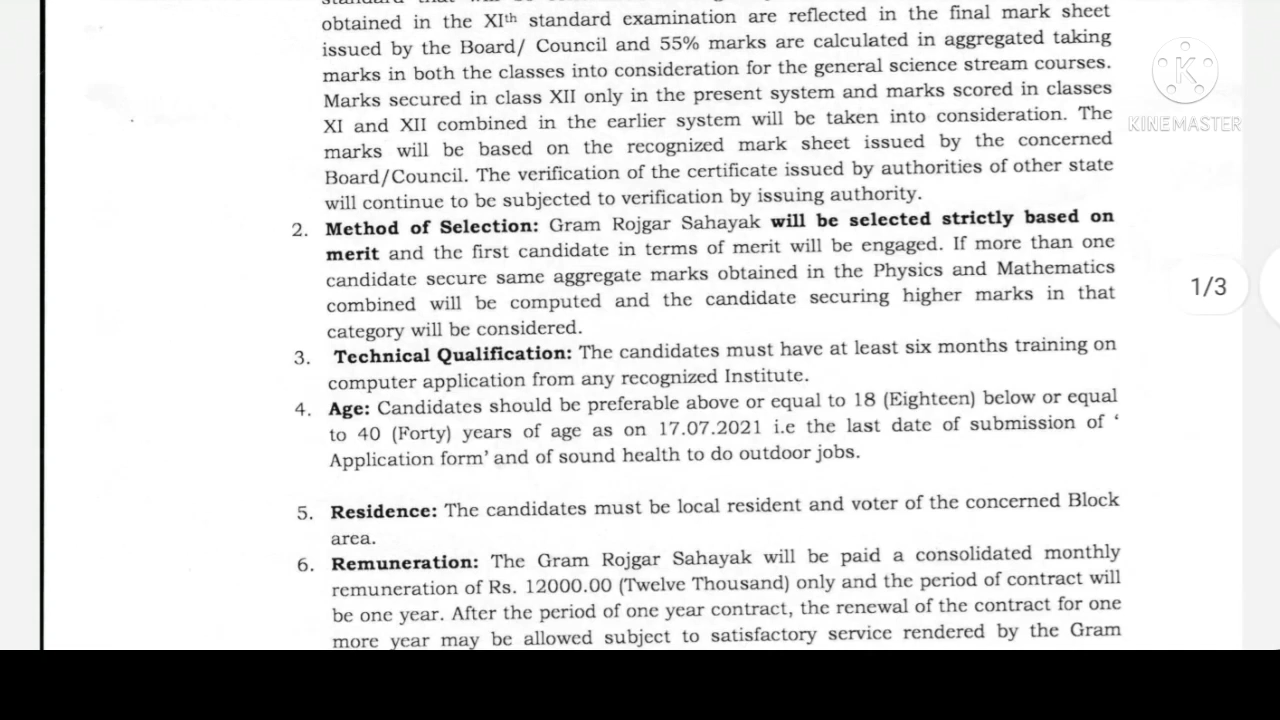 standard that will be
obtained in the XIth standard examination are reflected in the final mark sheet
issued by the Board/ Council and 55% marks are calculated in aggregated taking
marks in both the classes into consideration for the general science stream courses.
Marks secured in class XII only in the present system and marks scored in classes
XI and XII combined in the earlier system will be taken into consideration. The
marks will be based on the recognized mark sheet issued by the concerned
Board/Council. The verification of the certificate issued by authorities of other state
will continue to be subjected to verification by issuing authority.
2. Method of Selection: Gram Rojgar Sahayak will be selected strictly based on
merit and the first candidate in terms of merit will be engaged. If more than one
candidate secure same aggregate marks obtained in the Physics and Mathematics
combined will be computed and the candidate securing higher marks in that
category will be considered.
3. Technical Qualification: The candidates must have at least six months training on
computer application from any recognized Institute.
4. Age: Candidates should be preferable above or equal to 18 (Eighteen) below or equal
to 40 (Forty) years of age as on 17.07.2021 i.e the last date of submission of ‘
Application form’ and of sound health to do outdoor jobs.
5. Residence: The candidates must be local resident and voter of the concerned Block
area.
6. Remuneration: The Gram Rojgar Sahayak will be paid a consolidated monthly
remuneration of Rs. 12000.00 (Twelve Thousand) only and the period of contract will
be one year. After the period of one year contract, the renewal of the contract for one
more year may be allowed subject to satisfactory service rendered by the Gram
K
KINEMASTER
1/3